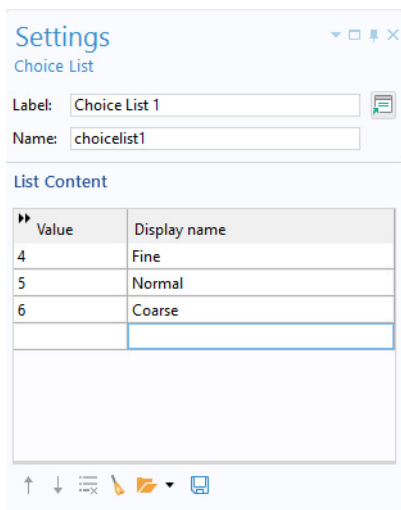 Settings
Choice List
Label: Choice List 1
Name: choicelist1
List Content
Value Display name
4 Fine
5 Normal
6 Coarse